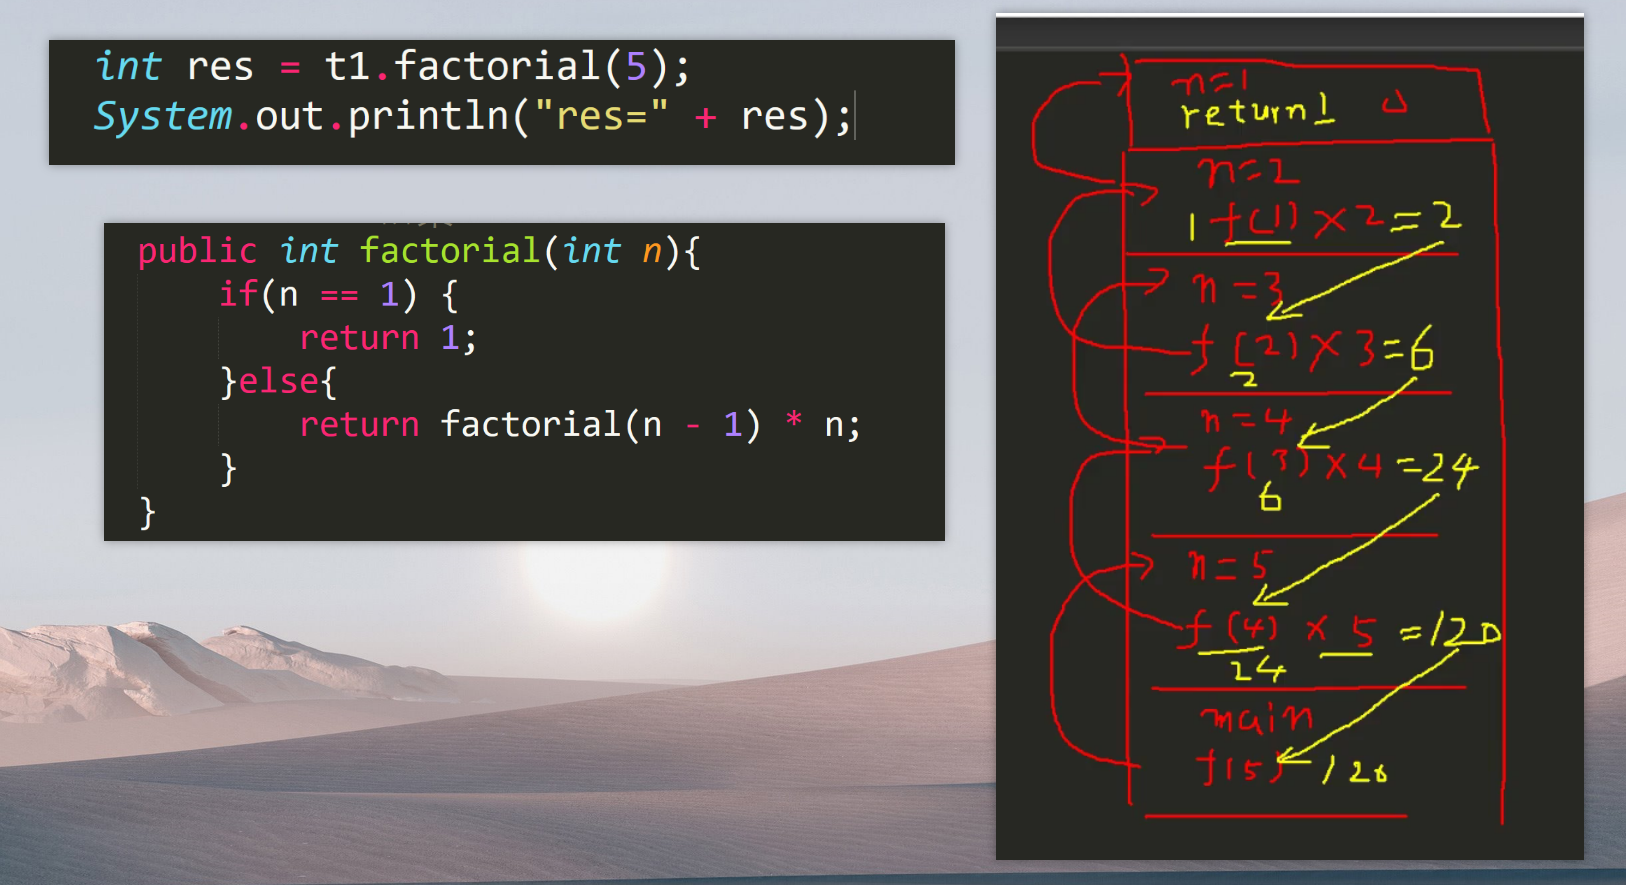 int res = t1.factorial(5);
System.out.println("res=" + res);
public int factorial(int n){
if(n == 1) {
return 1;
}else{
return factorial(n - 1) * n;
}
}
n=1
return 1
n=2
1 f(1) × 2 = 2
n=3
f(2) × 3 = 6
2
n=4
f(3) × 4 = 24
6
n=5
f(4) × 5 = 120
24
main
f(5) 120